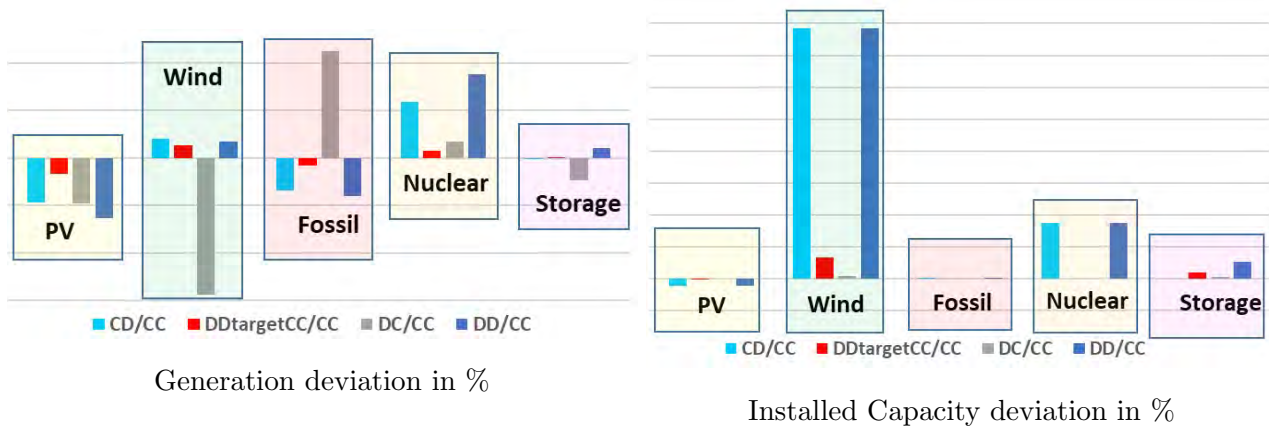 Wind
PV
Fossil
Nuclear
Storage
CD/CC DDtargetCC/CC DC/CC DD/CC
Generation deviation in %
PV
Wind
Fossil
Nuclear
Storage
CD/CC DDtargetCC/CC DC/CC DD/CC
Installed Capacity deviation in %